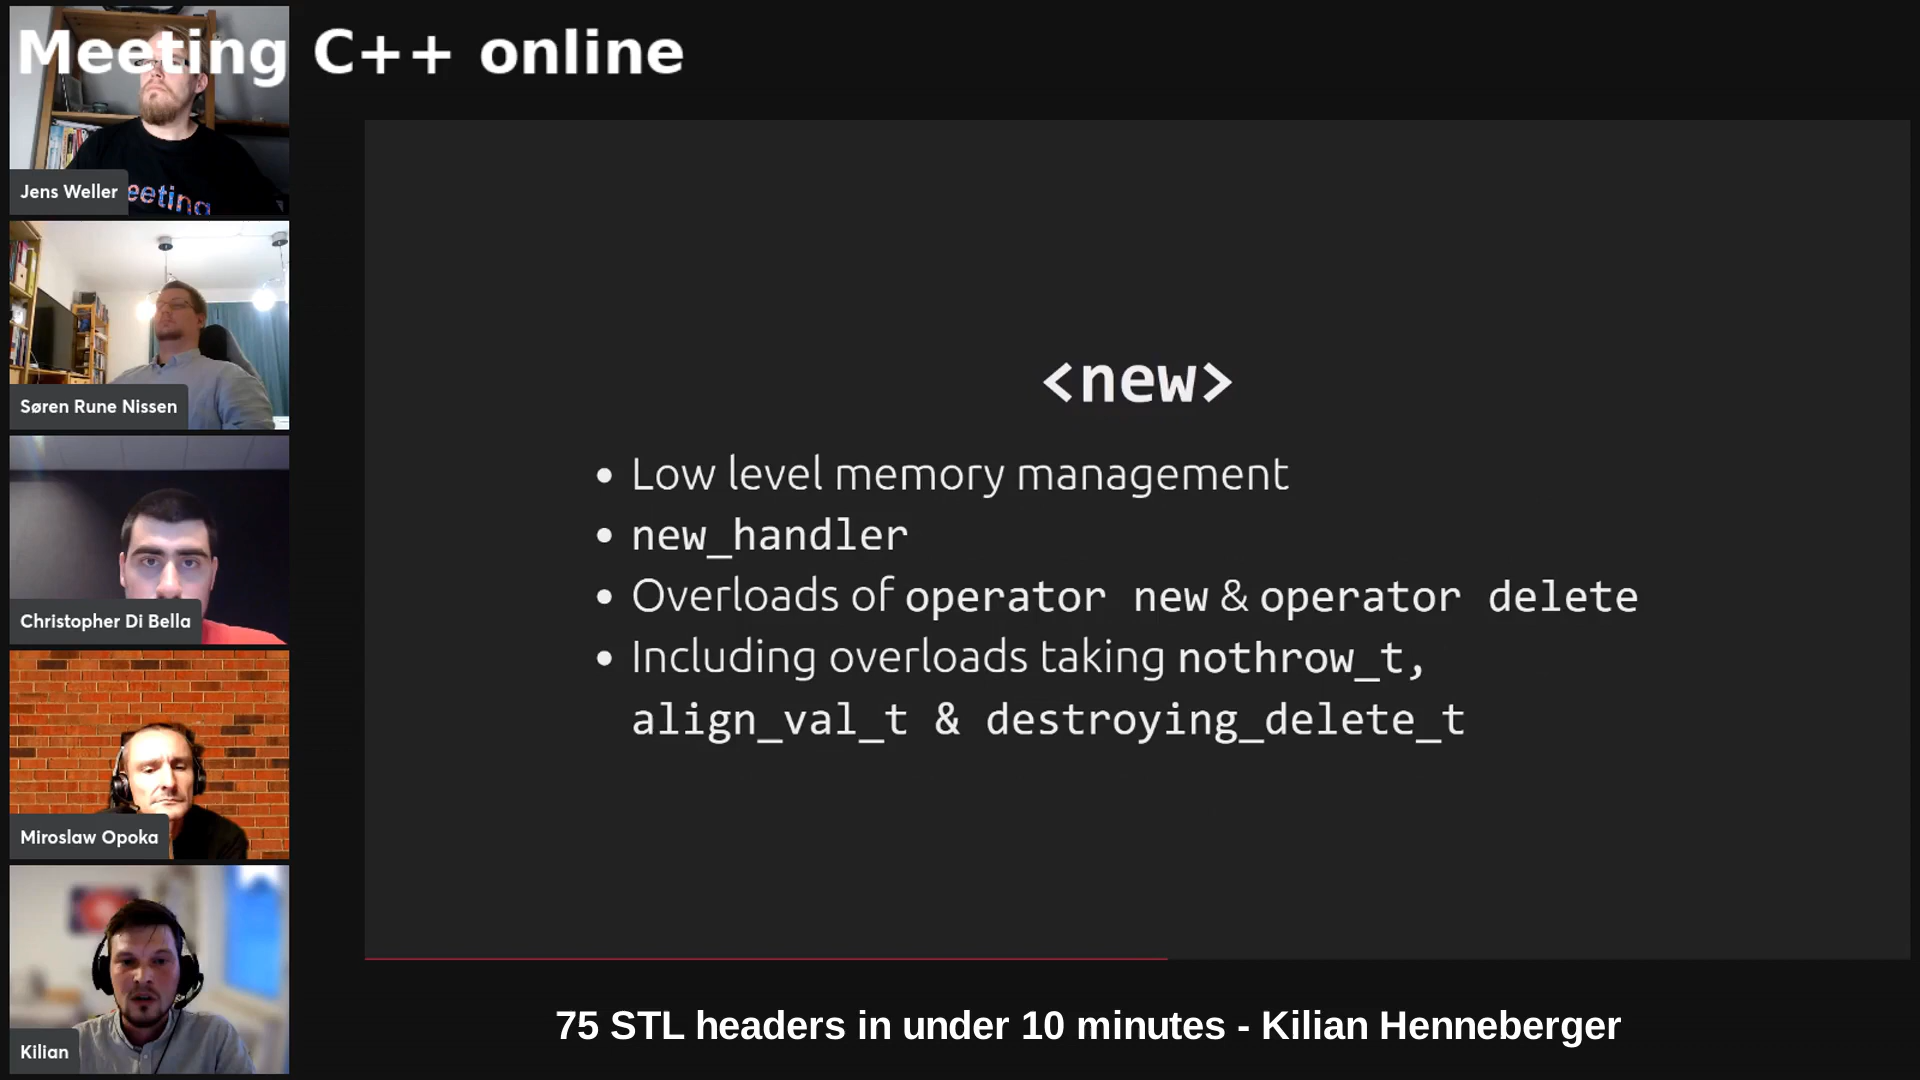 Meeting C++ online
eeting
Jens Weller
Søren Rune Nissen
Christopher Di Bella
Miroslaw Opoka
Kilian
<new>
• Low level memory management
• new_handler
• Overloads of operator new & operator delete
• Including overloads taking nothrow_t,
align_val_t & destroying_delete_t
75 STL headers in under 10 minutes - Kilian Henneberger